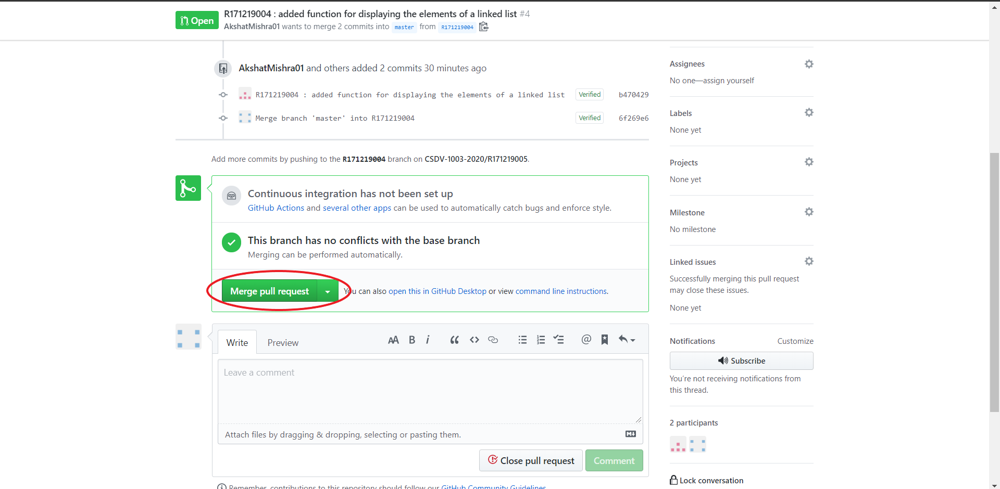 Open
R171219004 : added function for displaying the elements of a linked list #4
AkshatMishra01 wants to merge 2 commits into master from R171219004
AkshatMishra01 and others added 2 commits 30 minutes ago
R171219004 : added function for displaying the elements of a linked list Verified b470429
Merge branch 'master' into R171219004 Verified 6f269e6
Add more commits by pushing to the R171219004 branch on CSDV-1003-2020/R171219005.
Continuous integration has not been set up
GitHub Actions and several other apps can be used to automatically catch bugs and enforce style.
This branch has no conflicts with the base branch
Merging can be performed automatically.
Merge pull request
You can also open this in GitHub Desktop or view command line instructions.
Write Preview
Leave a comment
Attach files by dragging & dropping, selecting or pasting them.
Close pull request Comment
Remember, contributions to this repository should follow our GitHub Community Guidelines.
Assignees
No one—assign yourself
Labels
None yet
Projects
None yet
Milestone
No milestone
Linked issues
Successfully merging this pull request
may close these issues.
None yet
Notifications Customize
Subscribe
You're not receiving notifications from
this thread.
2 participants
Lock conversation